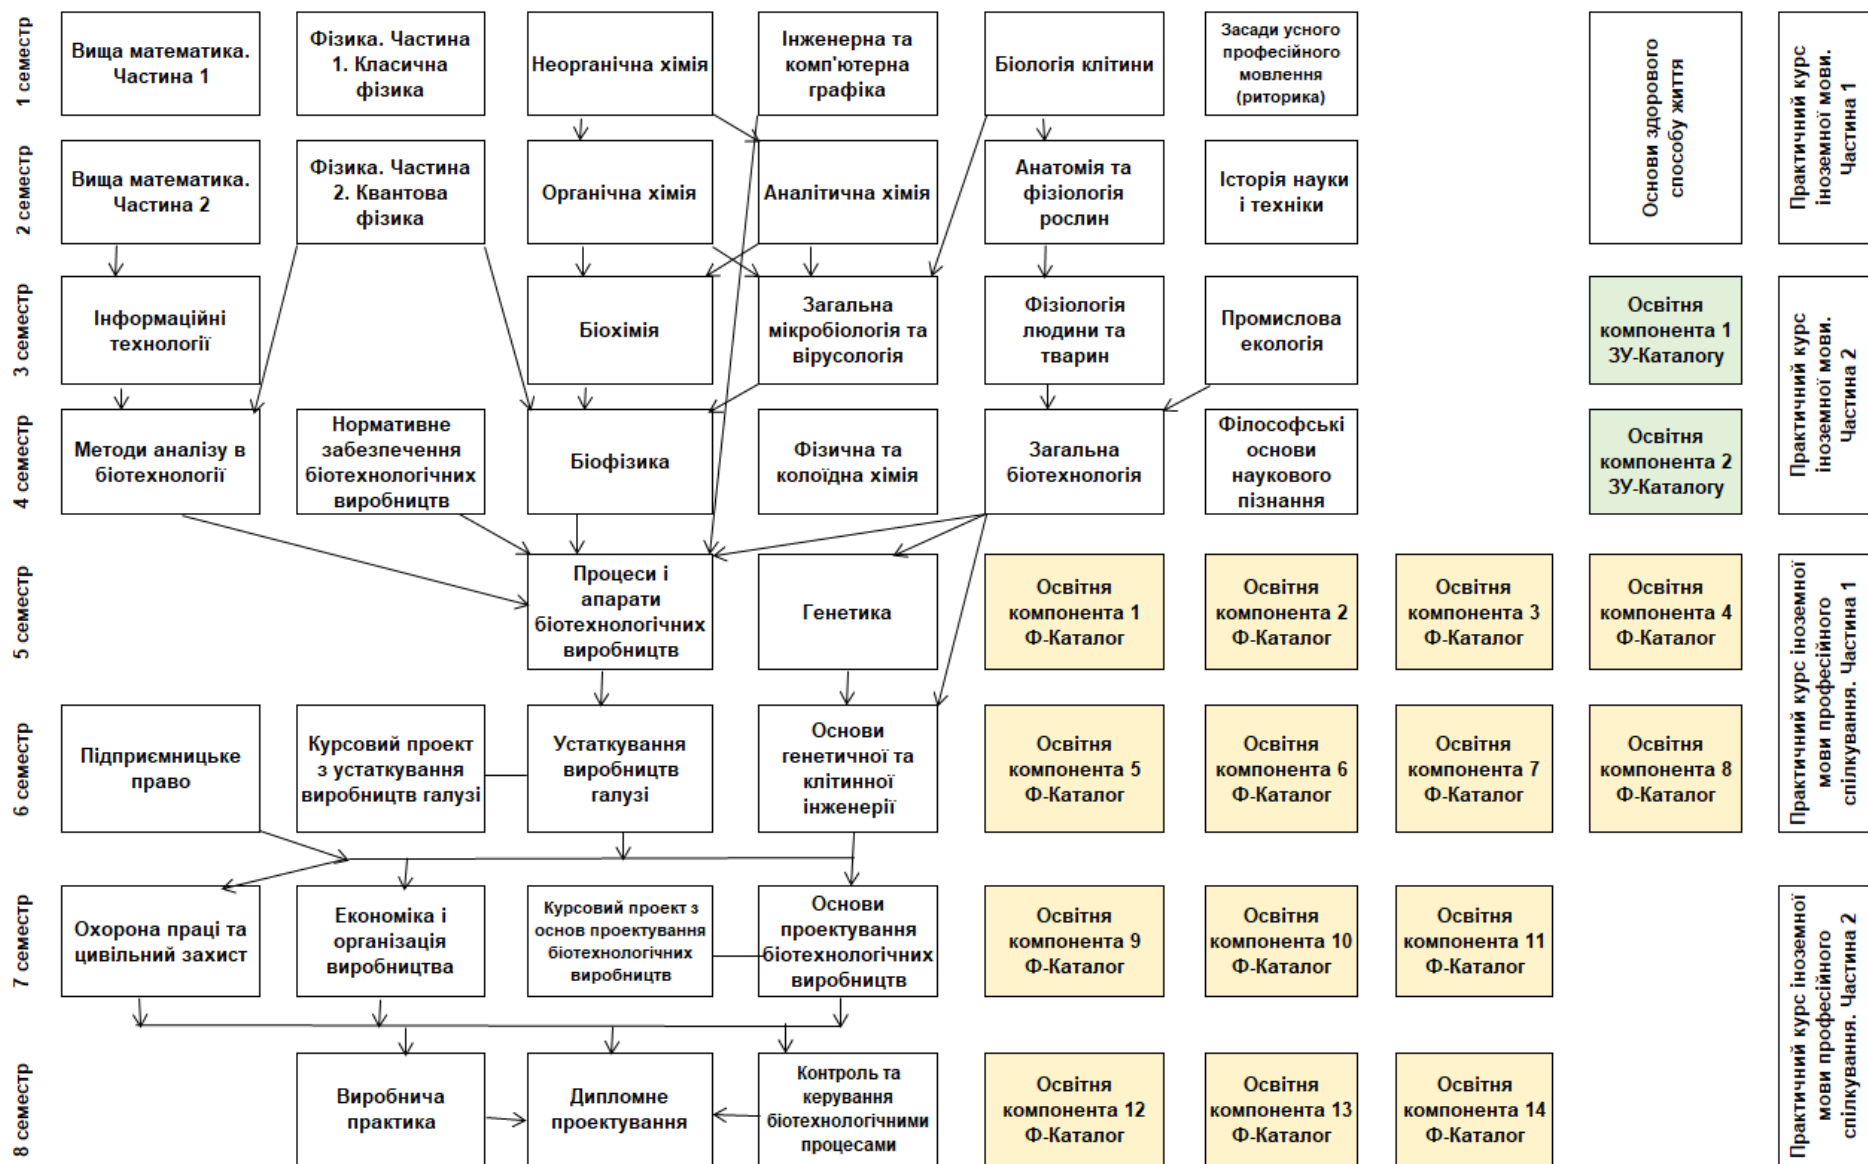 1 семестр
Вища математика.
Частина 1
Фізика. Частина
1. Класична
фізика
Неорганічна хімія
Інженерна та
комп'ютерна
графіка
Біологія клітини
Засади усного
професійного
мовлення
(риторика)
Основи здорового
способу життя
Практичний курс
іноземної мови.
Частина 1
2 семестр
Вища математика.
Частина 2
Фізика. Частина
2. Квантова
фізика
Органічна хімія
Аналітична хімія
Анатомія та
фізіологія
рослин
Історія науки
і техніки
3 семестр
Інформаційні
технології
Біохімія
Загальна
мікробіологія та
вірусологія
Фізіологія
людини та
тварин
Промислова
екологія
Освітня
компонента 1
ЗУ-Каталогу
Практичний курс
іноземної мови.
Частина 2
4 семестр
Методи аналізу в
біотехнології
Нормативне
забезпечення
біотехнологічних
виробництв
Біофізика
Фізична та
колоїдна хімія
Загальна
біотехнологія
Філософські
основи
наукового
пізнання
Освітня
компонента 2
ЗУ-Каталогу
5 семестр
Процеси і
апарати
біотехнологічних
виробництв
Генетика
Освітня
компонента 1
Ф-Каталог
Освітня
компонента 2
Ф-Каталог
Освітня
компонента 3
Ф-Каталог
Освітня
компонента 4
Ф-Каталог
Практичний курс іноземної
мови професійного
спілкування. Частина 1
6 семестр
Підприємницьке
право
Курсовий проект
з устаткування
виробництв галузі
Устаткування
виробництв
галузі
Основи
генетичної та
клітинної
інженерії
Освітня
компонента 5
Ф-Каталог
Освітня
компонента 6
Ф-Каталог
Освітня
компонента 7
Ф-Каталог
Освітня
компонента 8
Ф-Каталог
7 семестр
Охорона праці та
цивільний захист
Економіка і
організація
виробництва
Курсовий проект з
основ проектування
біотехнологічних
виробництв
Основи
проектування
біотехнологічних
виробництв
Освітня
компонента 9
Ф-Каталог
Освітня
компонента 10
Ф-Каталог
Освітня
компонента 11
Ф-Каталог
Практичний курс іноземної
мови професійного
спілкування. Частина 2
8 семестр
Виробнича
практика
Дипломне
проектування
Контроль та
керування
біотехнологічними
процесами
Освітня
компонента 12
Ф-Каталог
Освітня
компонента 13
Ф-Каталог
Освітня
компонента 14
Ф-Каталог